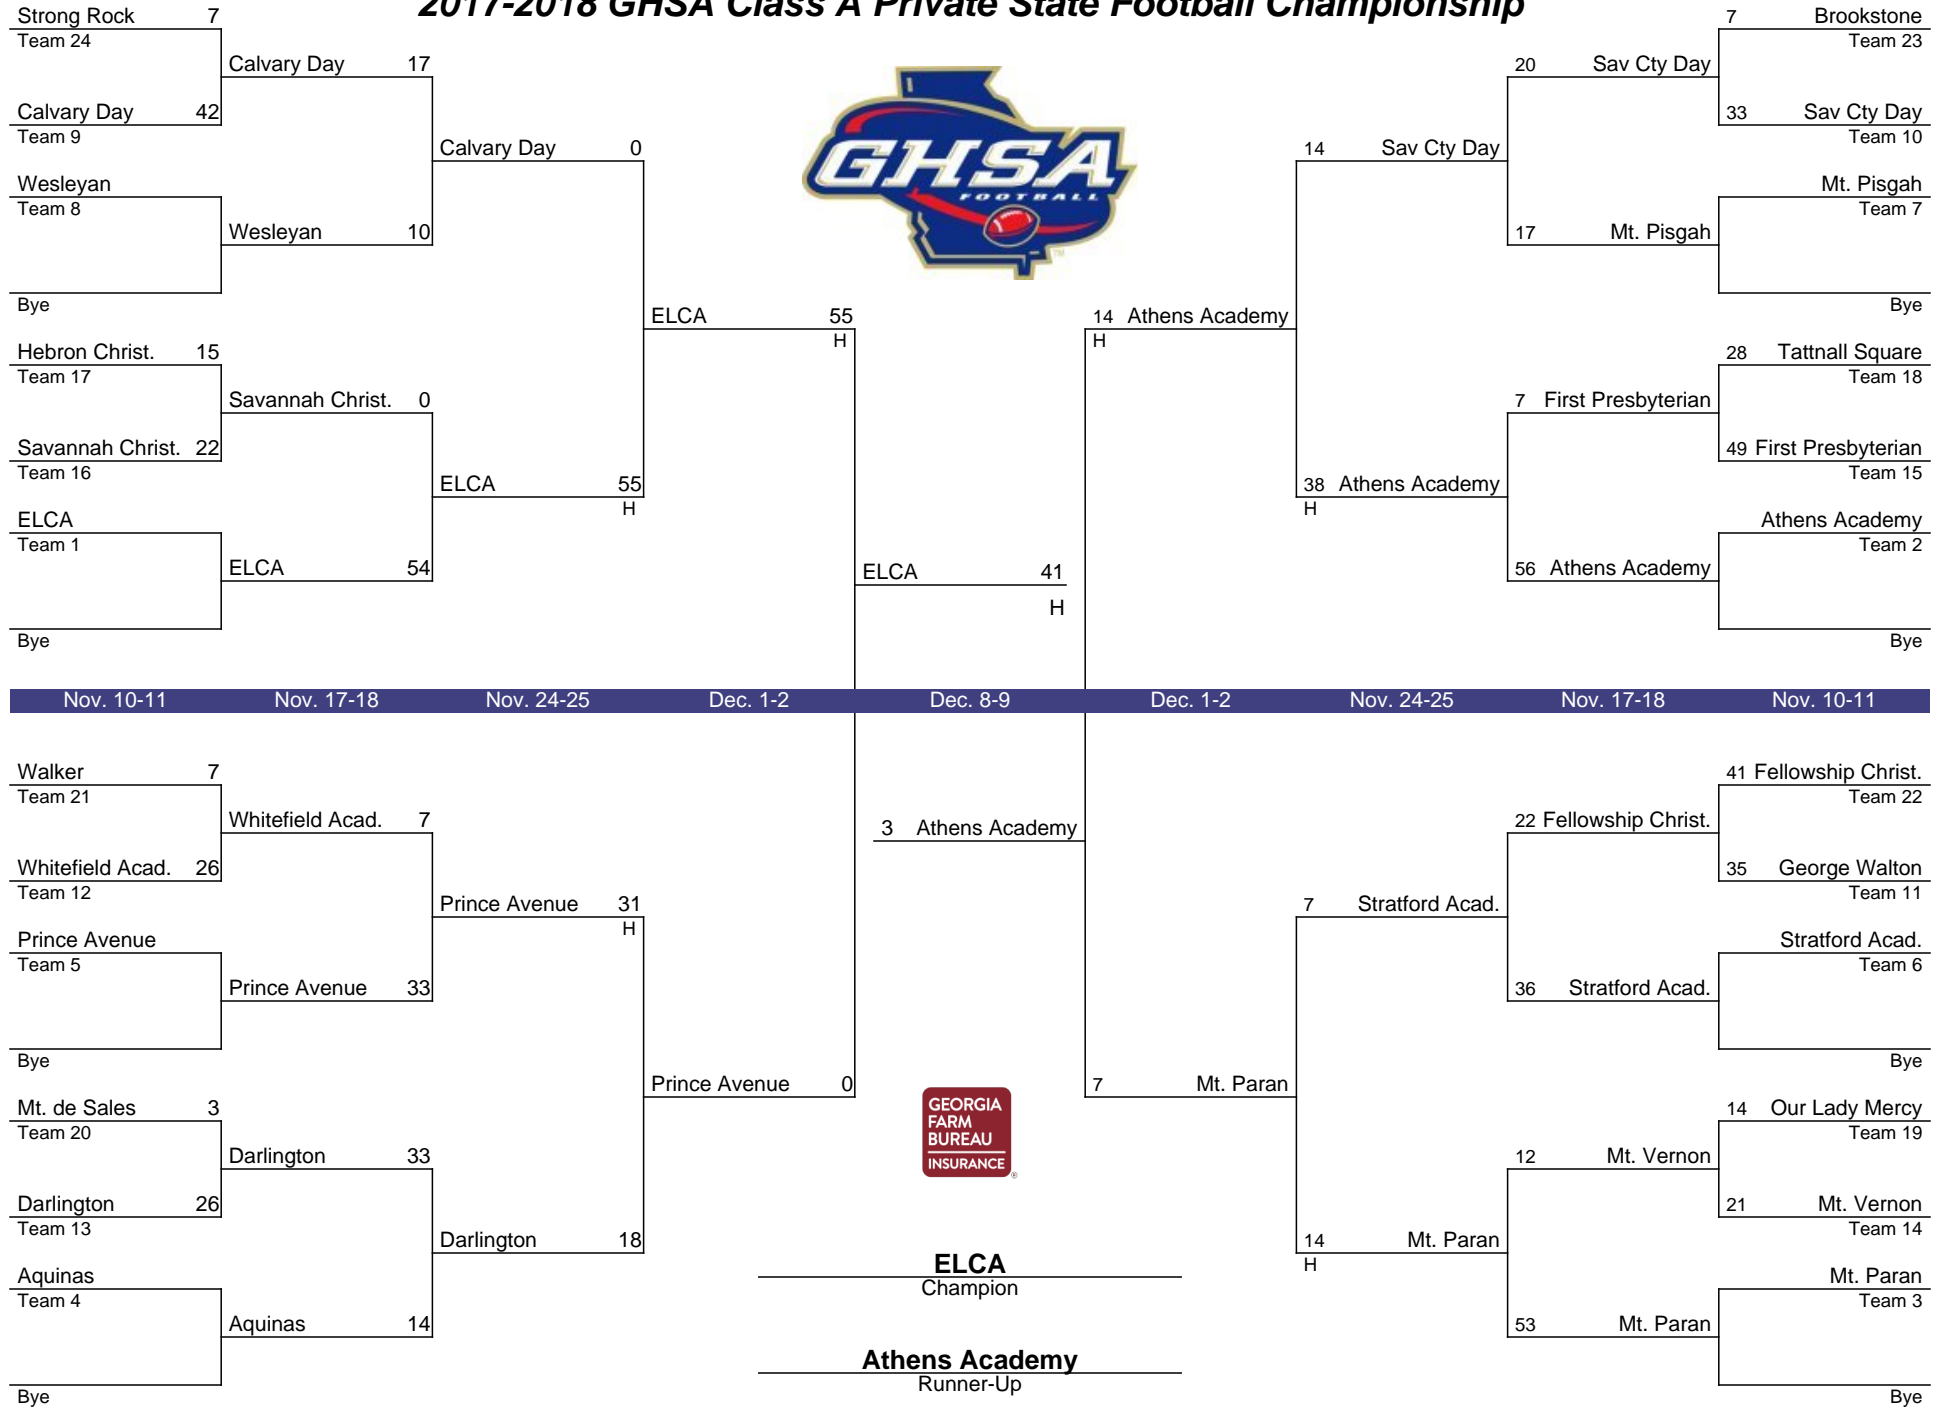 2017-2018 GHSA Class A Private State Football Championship
Strong Rock 7
Team 24
Calvary Day 17
Calvary Day 42
Team 9
Calvary Day 0
Wesleyan
Team 8
Wesleyan 10
Bye
ELCA 55
H
Hebron Christ. 15
Team 17
Savannah Christ. 0
Savannah Christ. 22
Team 16
ELCA 55
H
ELCA
Team 1
ELCA 54
Bye
ELCA 41
H
GHSA
FOOTBALL
TM
7 Brookstone
Team 23
20 Sav Cty Day
33 Sav Cty Day
Team 10
14 Sav Cty Day
Mt. Pisgah
Team 7
17 Mt. Pisgah
Bye
14 Athens Academy
H
28 Tattnall Square
Team 18
7 First Presbyterian
49 First Presbyterian
Team 15
38 Athens Academy
H
Athens Academy
Team 2
56 Athens Academy
Bye
Nov. 10-11 Nov. 17-18 Nov. 24-25 Dec. 1-2 Dec. 8-9 Dec. 1-2 Nov. 24-25 Nov. 17-18 Nov. 10-11
Walker 7
Team 21
Whitefield Acad. 7
Whitefield Acad. 26
Team 12
Prince Avenue 31
H
Prince Avenue
Team 5
Prince Avenue 33
Bye
Prince Avenue 0
Mt. de Sales 3
Team 20
Darlington 33
Darlington 26
Team 13
Darlington 18
Aquinas
Team 4
Aquinas 14
Bye
3 Athens Academy
GEORGIA
FARM
BUREAU
INSURANCE
®
ELCA
Champion
Athens Academy
Runner-Up
41 Fellowship Christ.
Team 22
22 Fellowship Christ.
35 George Walton
Team 11
7 Stratford Acad.
Stratford Acad.
Team 6
36 Stratford Acad.
Bye
7 Mt. Paran
14 Our Lady Mercy
Team 19
12 Mt. Vernon
21 Mt. Vernon
Team 14
14 Mt. Paran
H
Mt. Paran
Team 3
53 Mt. Paran
Bye